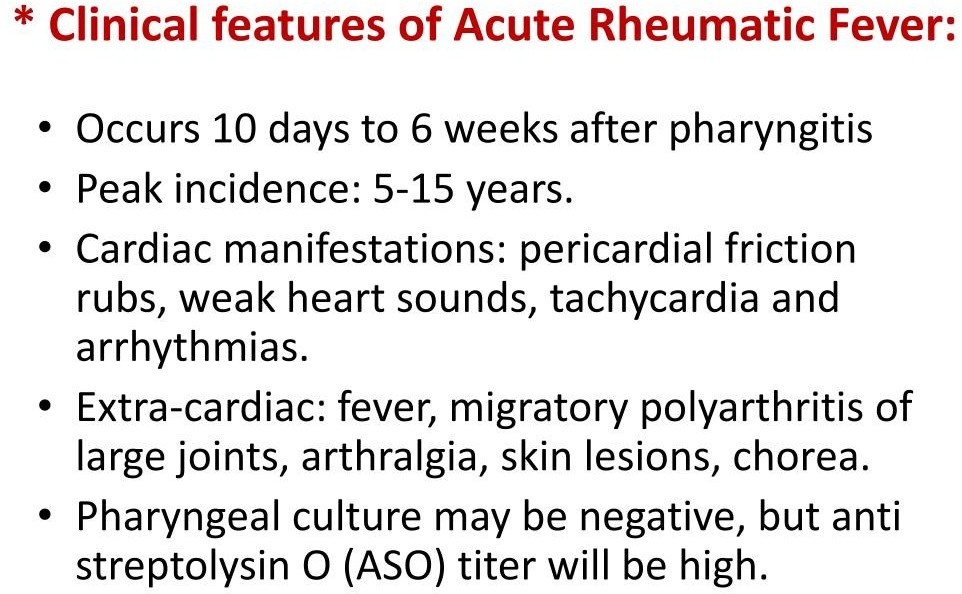 * Clinical features of Acute Rheumatic Fever:
• Occurs 10 days to 6 weeks after pharyngitis
• Peak incidence: 5-15 years.
• Cardiac manifestations: pericardial friction
rubs, weak heart sounds, tachycardia and
arrhythmias.
• Extra-cardiac: fever, migratory polyarthritis of
large joints, arthralgia, skin lesions, chorea.
• Pharyngeal culture may be negative, but anti
streptolysin O (ASO) titer will be high.